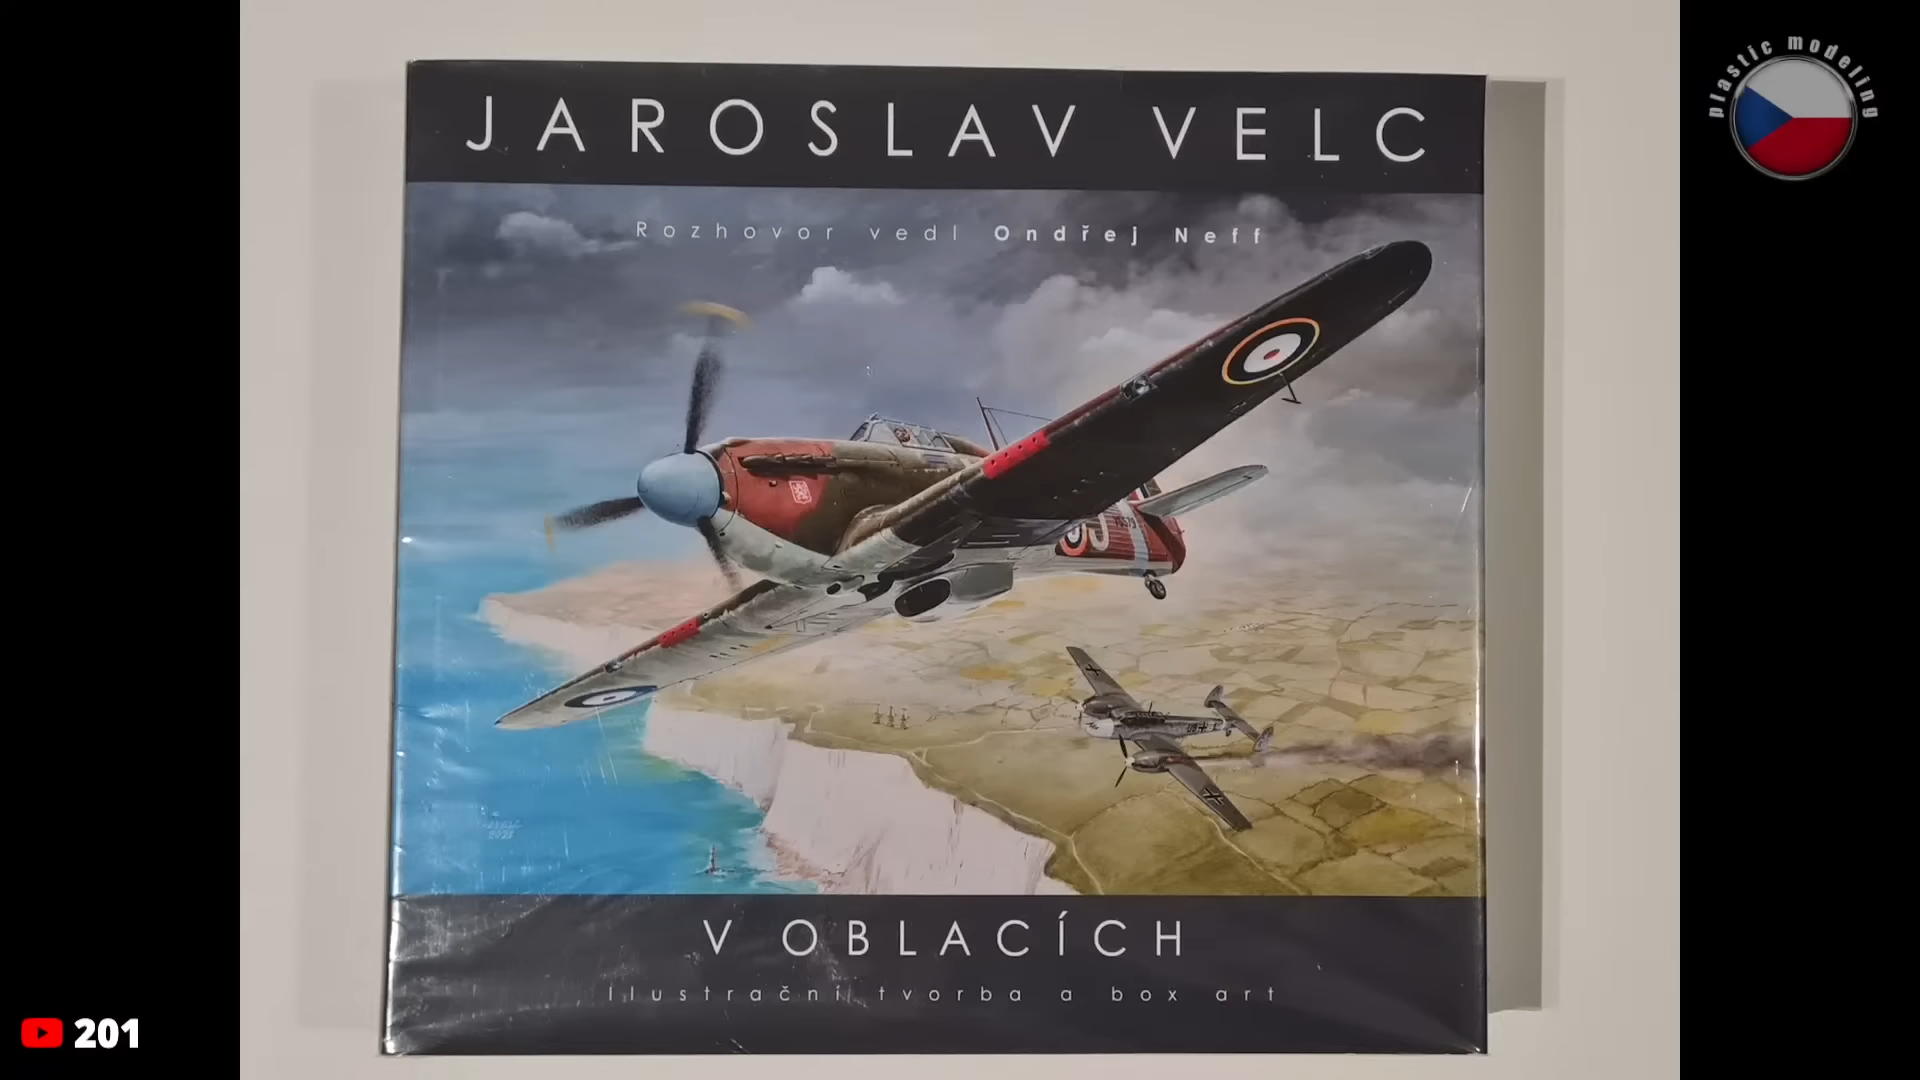 plastic modeling
JAROSLAV VELC
Rozhovor vedl Ondřej Neff
J
V OBLACÍCH
Ilustrační tvorba a box art
201